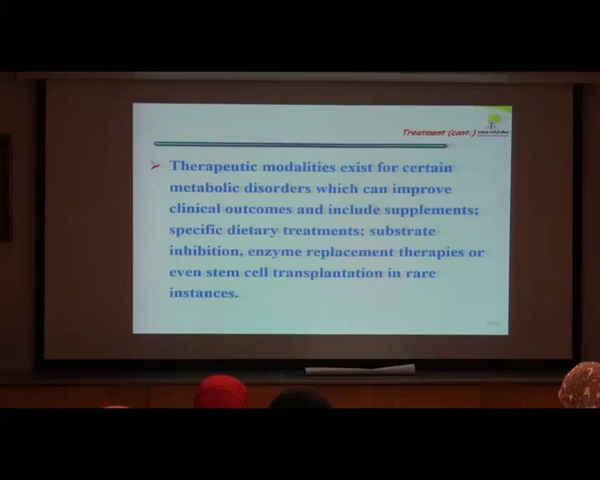 Treatment (cont:)
➢ Therapeutic modalities exist for certain
metabolic disorders which can improve
clinical outcomes and include supplements;
specific dietary treatments; substrate
inhibition, enzyme replacement therapies or
even stem cell transplantation in rare
instances.